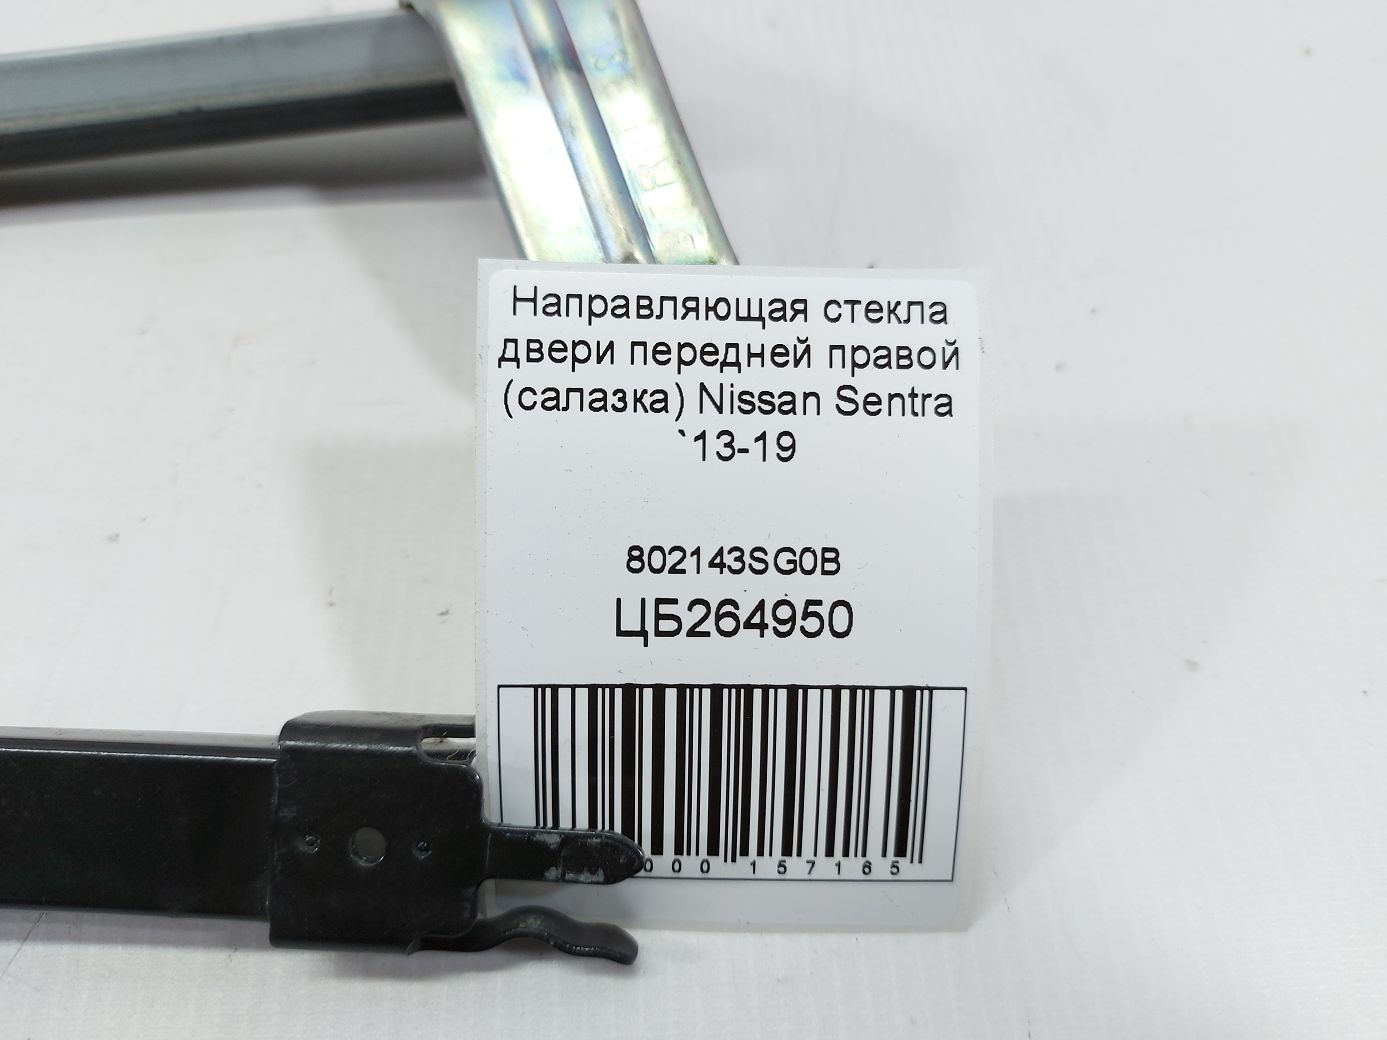 Направляющая стекла
двери передней правой
(салазка) Nissan Sentra
`13-19
802143SG0B
ЦБ264950
000 157165